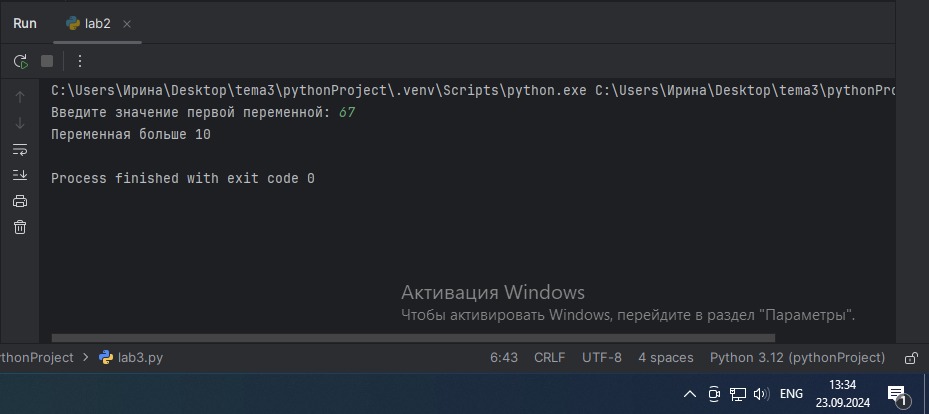 Run lab2
C:\Users\Ирина\Desktop\tema3\pythonProject\.venv\Scripts\python.exe C:\Users\Ирина\Desktop\tema3\pythonPro
Введите значение первой переменной: 67
Переменная больше 10
Process finished with exit code 0
Активация Windows
Чтобы активировать Windows, перейдите в раздел "Параметры".
thonProject > lab3.py 6:43 CRLF UTF-8 4 spaces Python 3.12 (pythonProject)
ENG 13:34
23.09.2024 1